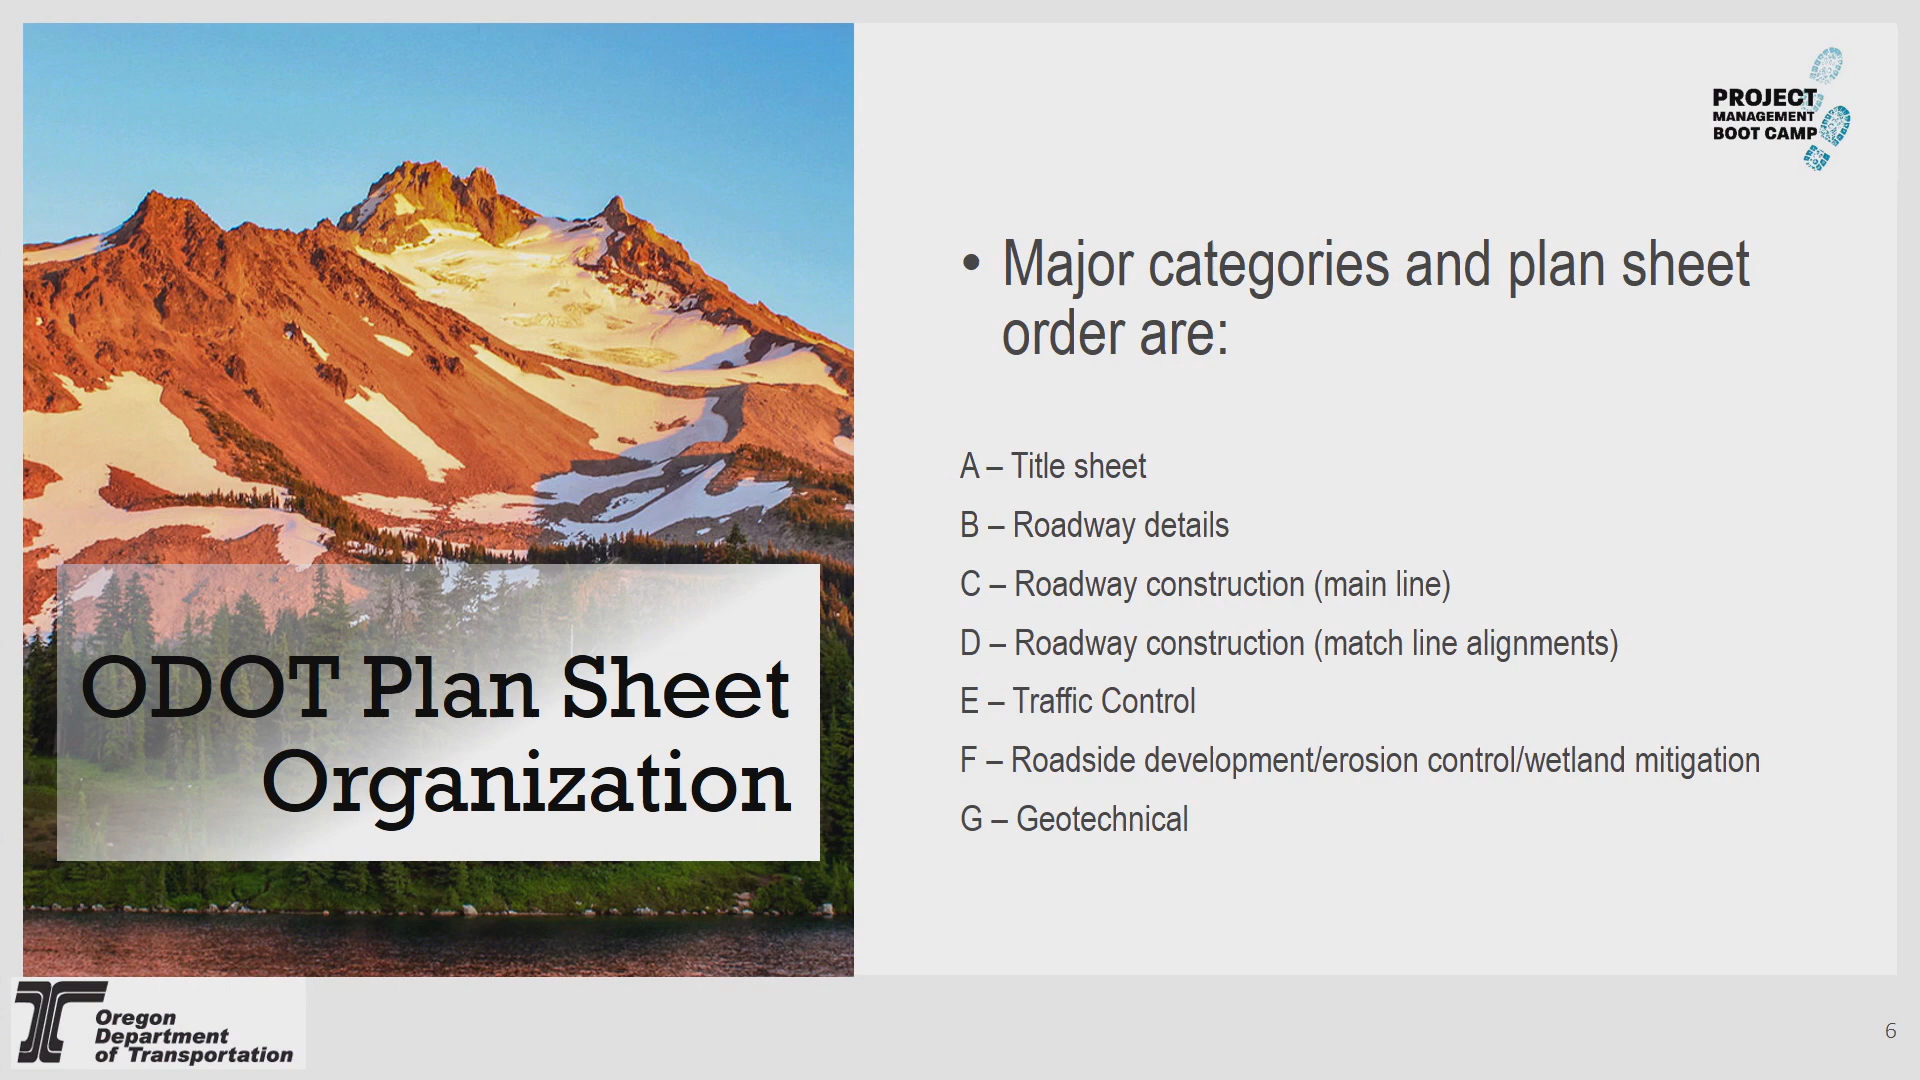 PROJECT
MANAGEMENT
BOOT CAMP
ODOT Plan Sheet
Organization
• Major categories and plan sheet
order are:
A – Title sheet
B – Roadway details
C – Roadway construction (main line)
D – Roadway construction (match line alignments)
E – Traffic Control
F – Roadside development/erosion control/wetland mitigation
G – Geotechnical
Oregon
Department
of Transportation
6